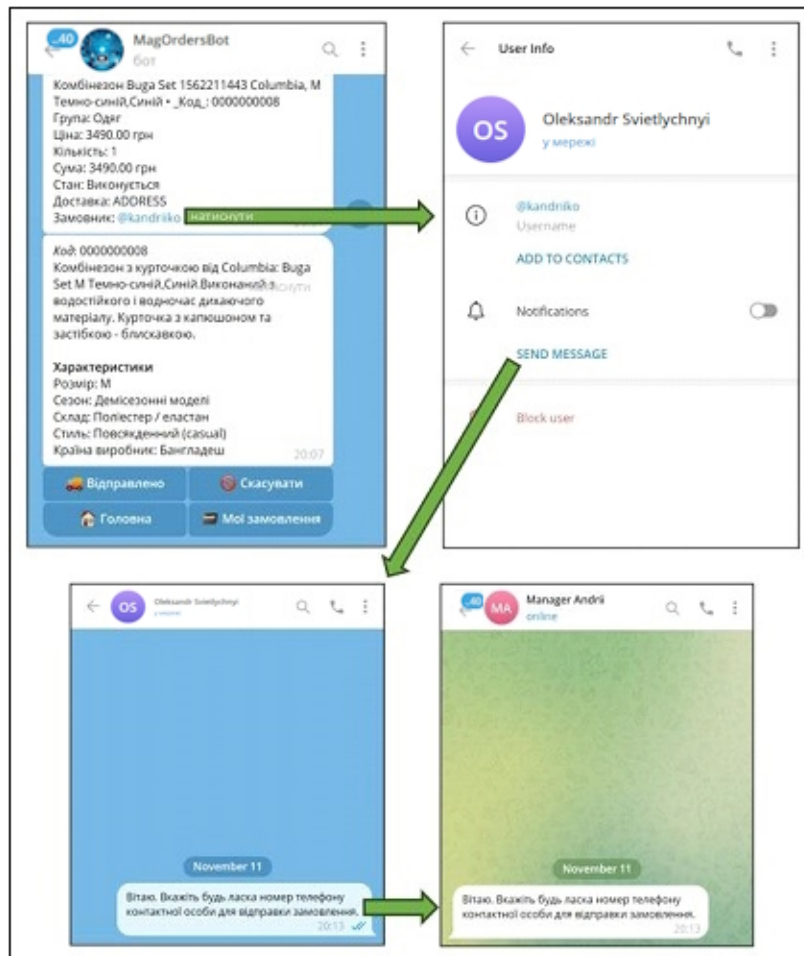 40
MagOrdersBot
бот
Комбінезон Buga Set 1562211443 Columbia, M
Темно-синій,Синій • _Код_: 0000000008
Група: Одяг
Ціна: 3490.00 грн
Кількість: 1
Сума: 3490.00 грн
Стан: Виконується
Доставка: ADDRESS
Замовник: @kandriiko натиснути
Код: 0000000008
Комбінезон з курточкою від Columbia: Buga
Set M Темно-синій,Синій.Виконаний з
водостійкого і водночас дихаючого
матеріалу. Курточка з капюшоном та
застібкою - блискавкою.
Характеристики
Розмір: M
Сезон: Демісезонні моделі
Склад: Поліестер / еластан
Стиль: Повсякденний (casual)
Країна виробник: Бангладеш
20:07
Відправлено
Скасувати
Головна
Мої замовлення
User Info
OS
Oleksandr Svietlychnyi
у мережі
@kandriiko
Username
ADD TO CONTACTS
Notifications
SEND MESSAGE
Block user
OS
Oleksandr Svietlychnyi
у мережі
November 11
Вітаю. Вкажіть будь ласка номер телефону
контактної особи для відправки замовлення.
20:13
40
MA
Manager Andrii
online
November 11
Вітаю. Вкажіть будь ласка номер телефону
контактної особи для відправки замовлення.
20:13